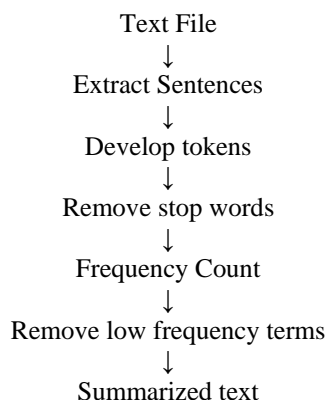 Text File
↓
Extract Sentences
↓
Develop tokens
↓
Remove stop words
↓
Frequency Count
↓
Remove low frequency terms
↓
Summarized text